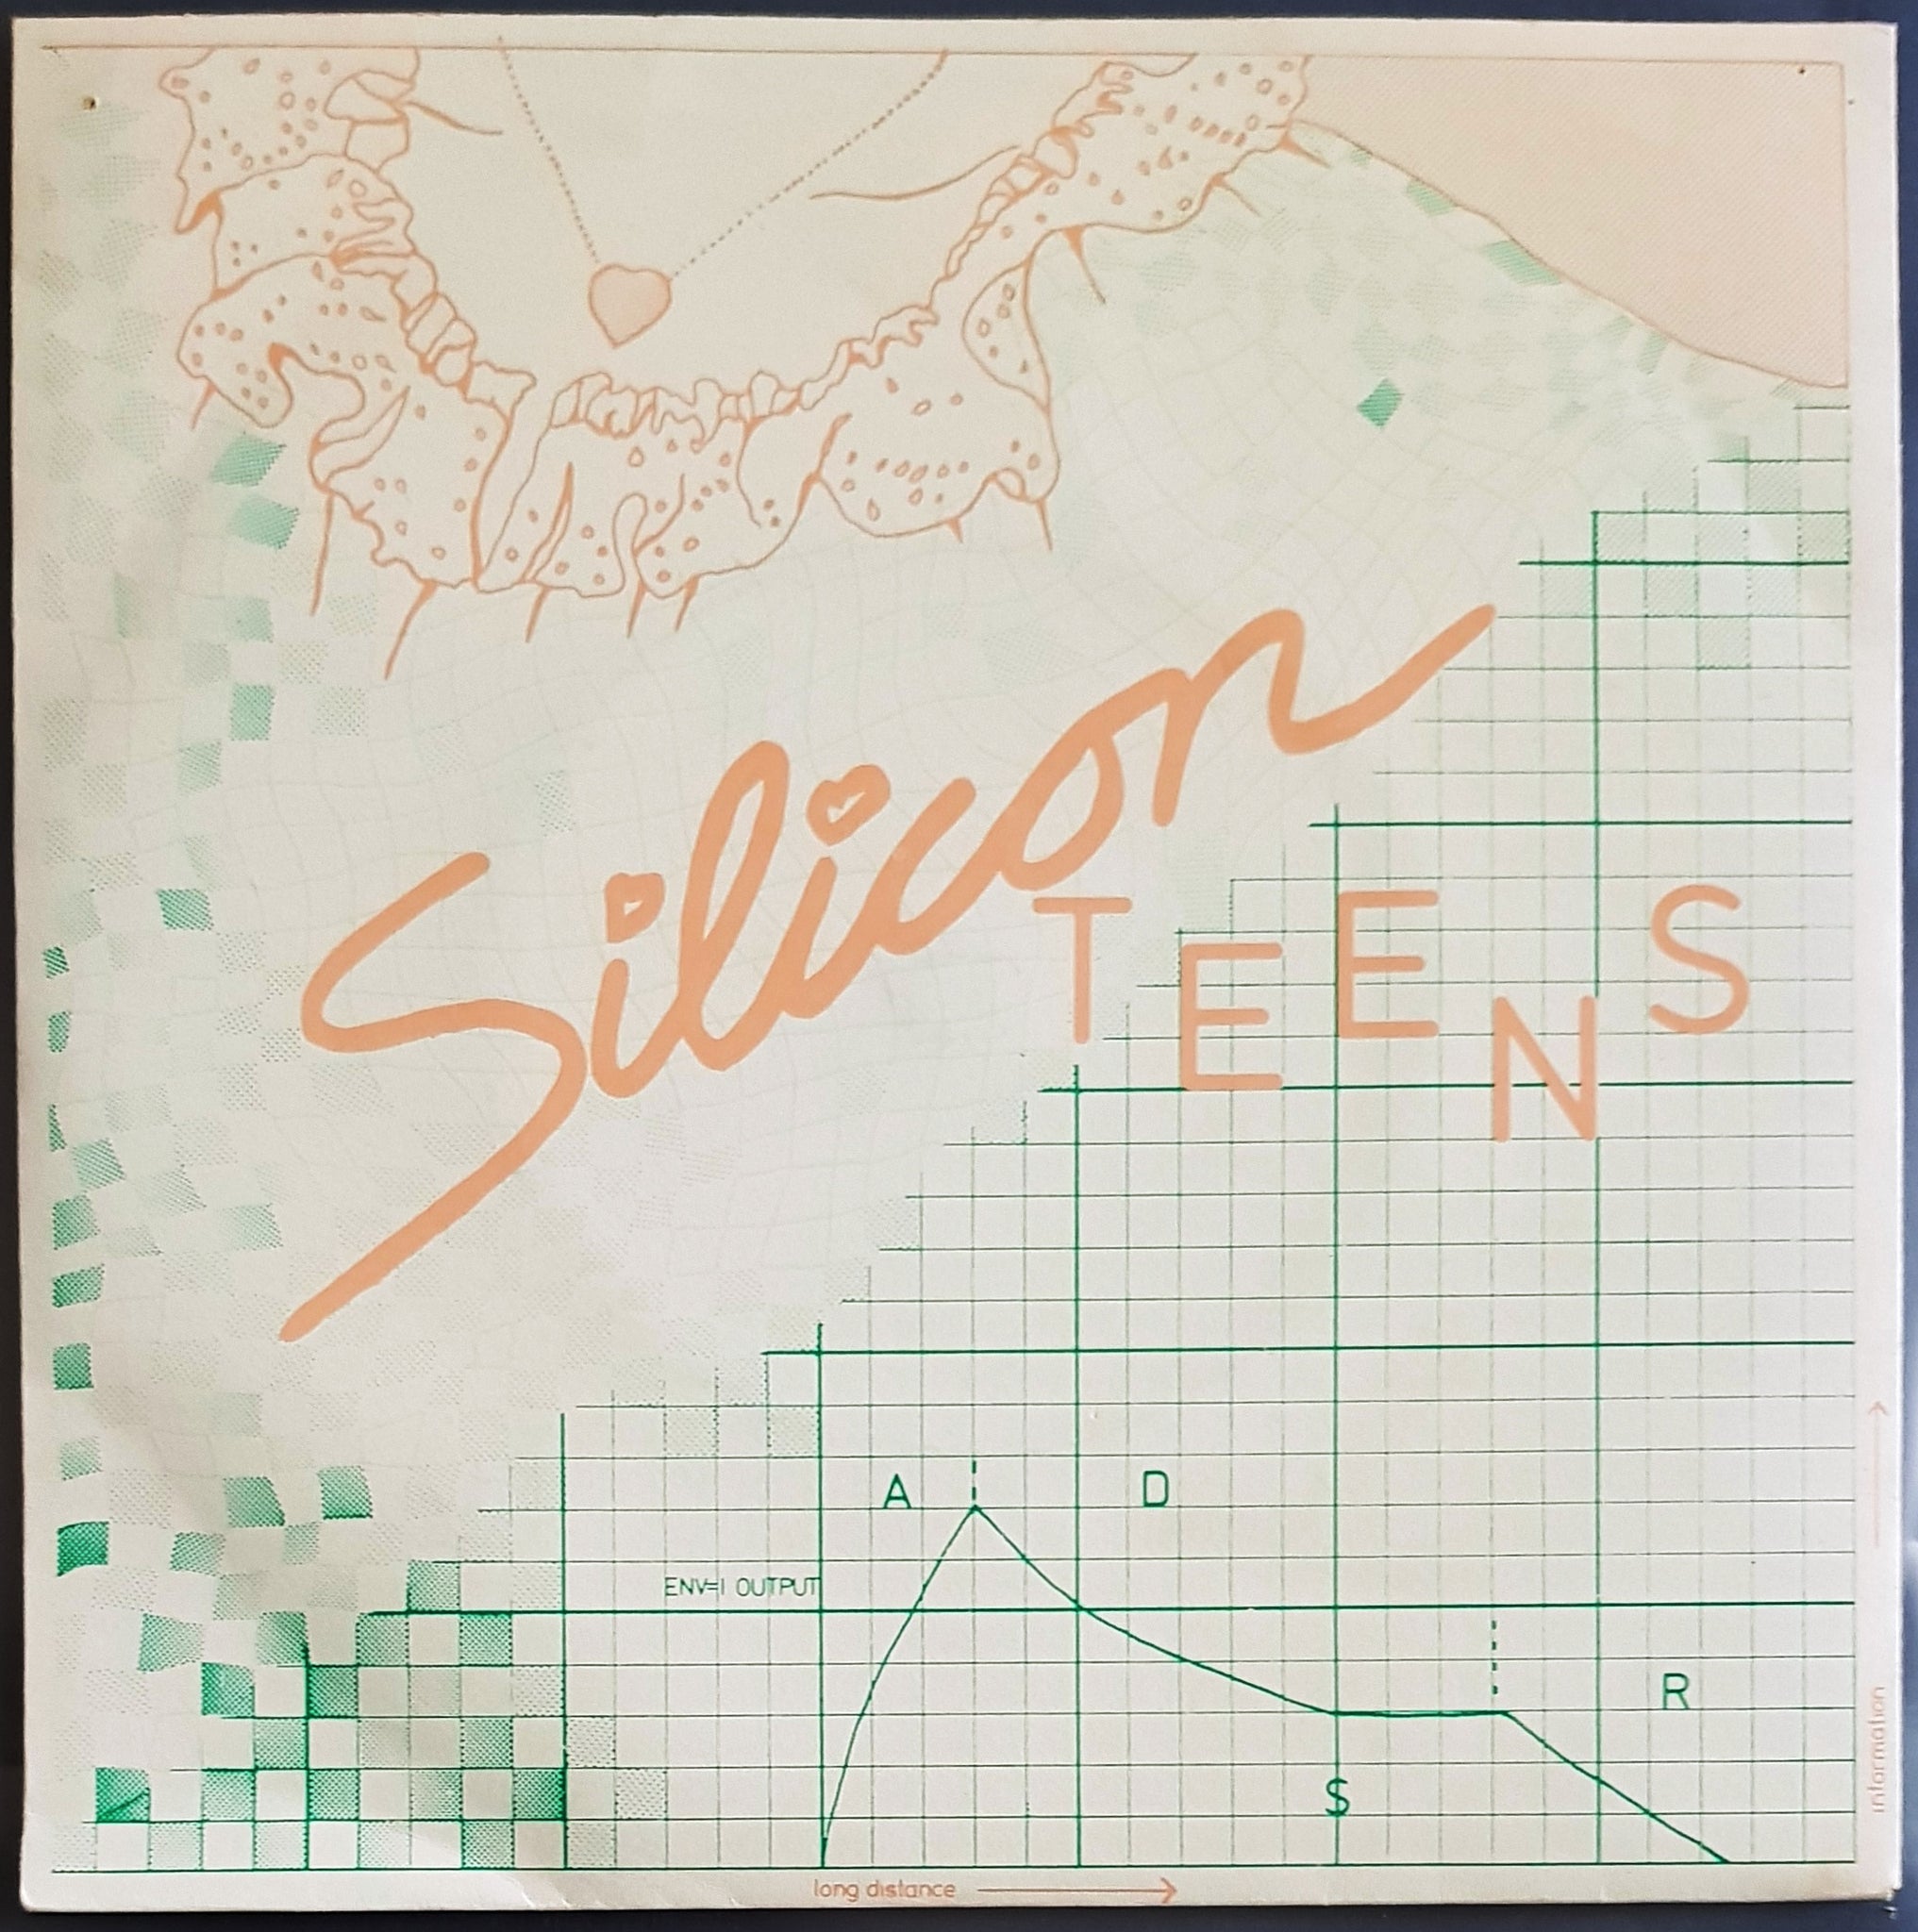 Silicon
TEENS
A
D
ENV=1 OUTPUT
R
S
information
long distance